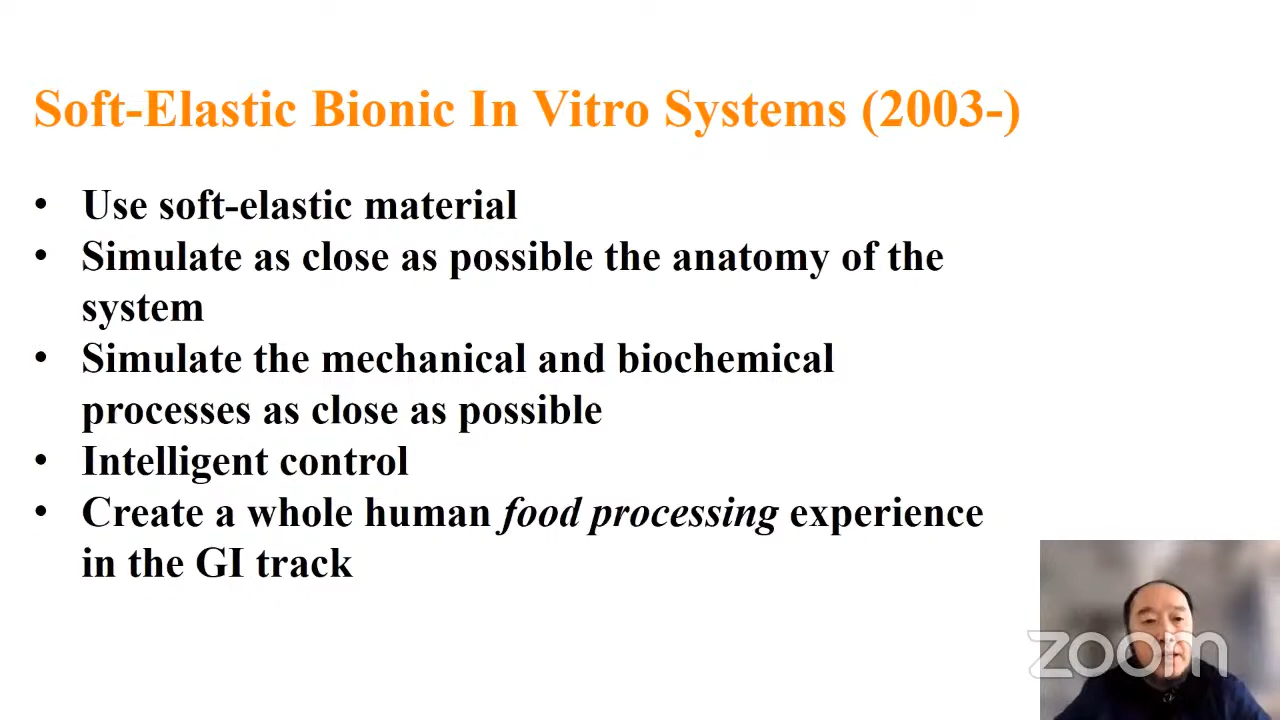 Soft-Elastic Bionic In Vitro Systems (2003-)
• Use soft-elastic material
• Simulate as close as possible the anatomy of the
system
• Simulate the mechanical and biochemical
processes as close as possible
• Intelligent control
• Create a whole human food processing experience
in the GI track
zoom